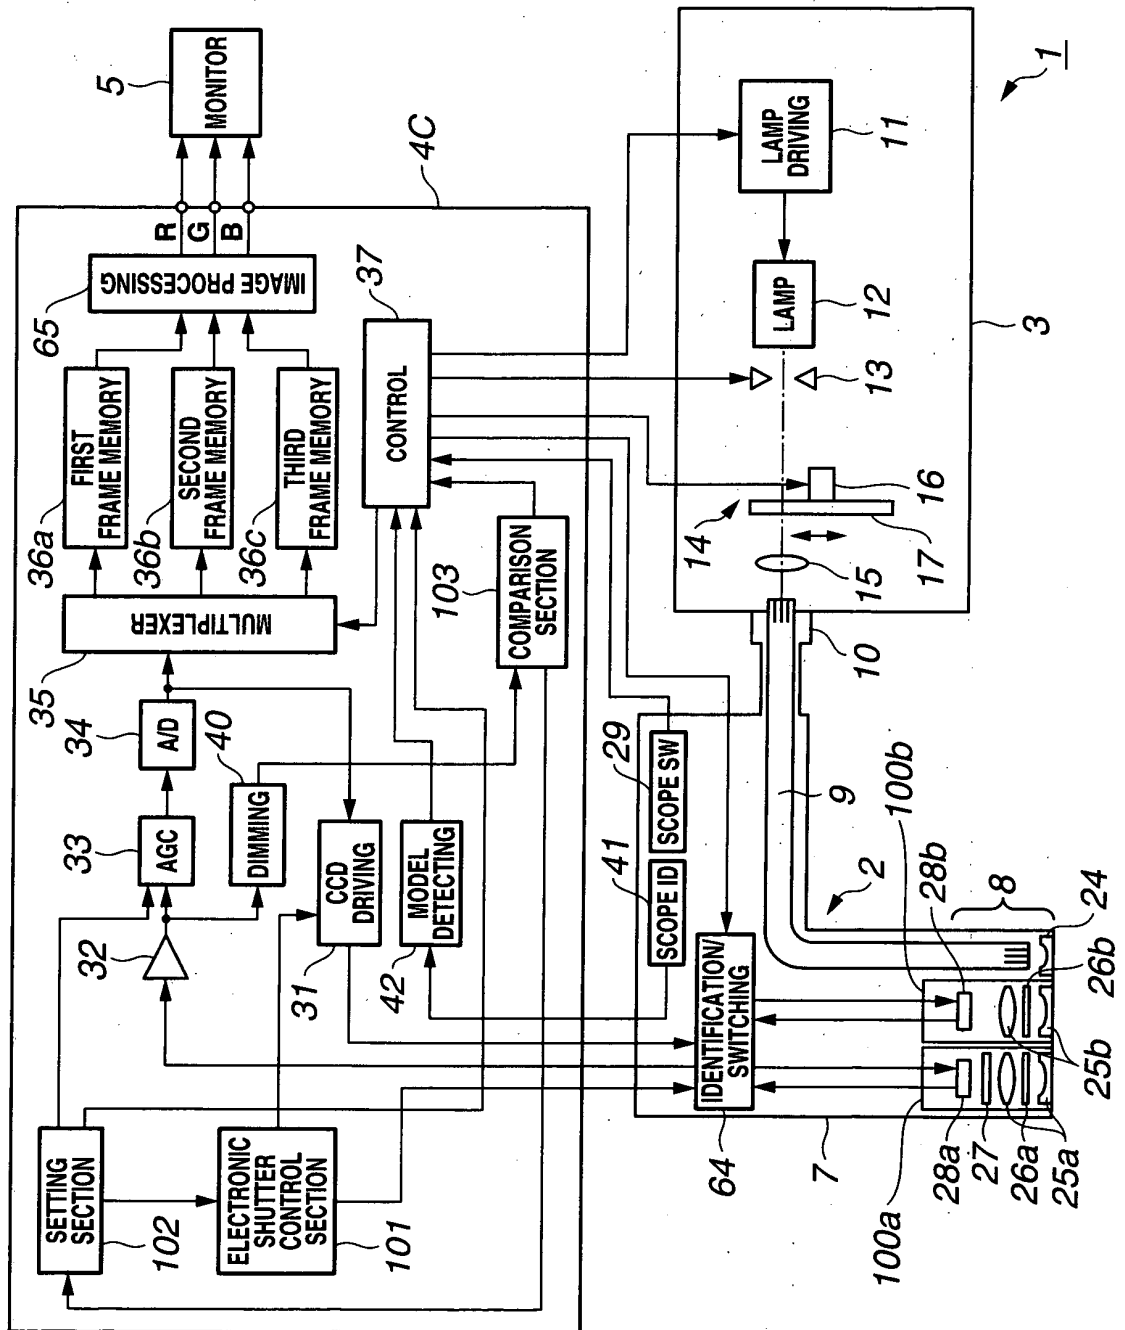 5
MONITOR
4C
R
G
B
65
IMAGE PROCESSING
37
CONTROL
36a
FIRST
FRAME MEMORY
36b
SECOND
FRAME MEMORY
36c
THIRD
FRAME MEMORY
MULTIPLEXER
35
103
COMPARISON
SECTION
34
A/D
40
DIMMING
33
AGC
32
CCD
DRIVING
31
MODEL
DETECTING
42
SETTING
SECTION
102
ELECTRONIC
SHUTTER
CONTROL
SECTION
101
1
LAMP
DRIVING
11
LAMP
12
3
13
14
16
17
15
10
29
SCOPE SW
41
SCOPE ID
9
100b
2
28b
8
24
26b
25b
IDENTIFICATION/
SWITCHING
64
7
100a
28a
27
26a
25a